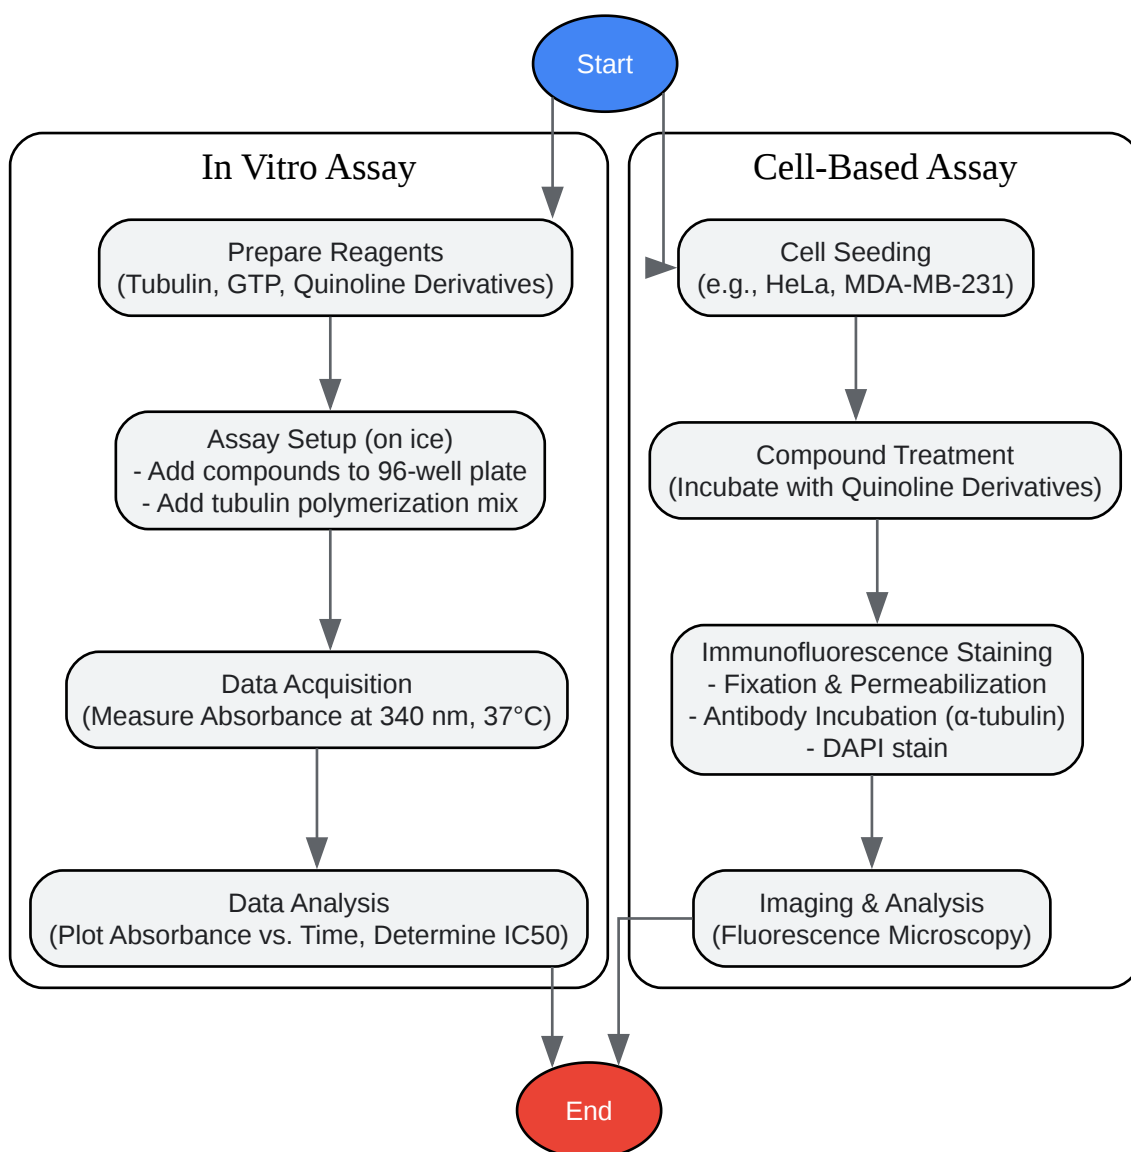 Start
In Vitro Assay
Prepare Reagents
(Tubulin, GTP, Quinoline Derivatives)
Assay Setup (on ice)
- Add compounds to 96-well plate
- Add tubulin polymerization mix
Data Acquisition
(Measure Absorbance at 340 nm, 37°C)
Data Analysis
(Plot Absorbance vs. Time, Determine IC50)
Cell-Based Assay
Cell Seeding
(e.g., HeLa, MDA-MB-231)
Compound Treatment
(Incubate with Quinoline Derivatives)
Immunofluorescence Staining
- Fixation & Permeabilization
- Antibody Incubation (α-tubulin)
- DAPI stain
Imaging & Analysis
(Fluorescence Microscopy)
End